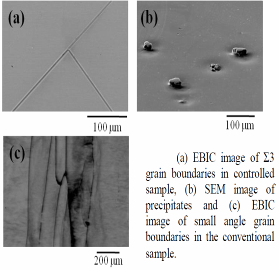 (a)
(b)
100 μm
100 μm
(c)
200 μm
(a) EBIC image of Σ3
grain boundaries in controlled
sample, (b) SEM image of
precipitates and (c) EBIC
image of small angle grain
boundaries in the conventional
sample.